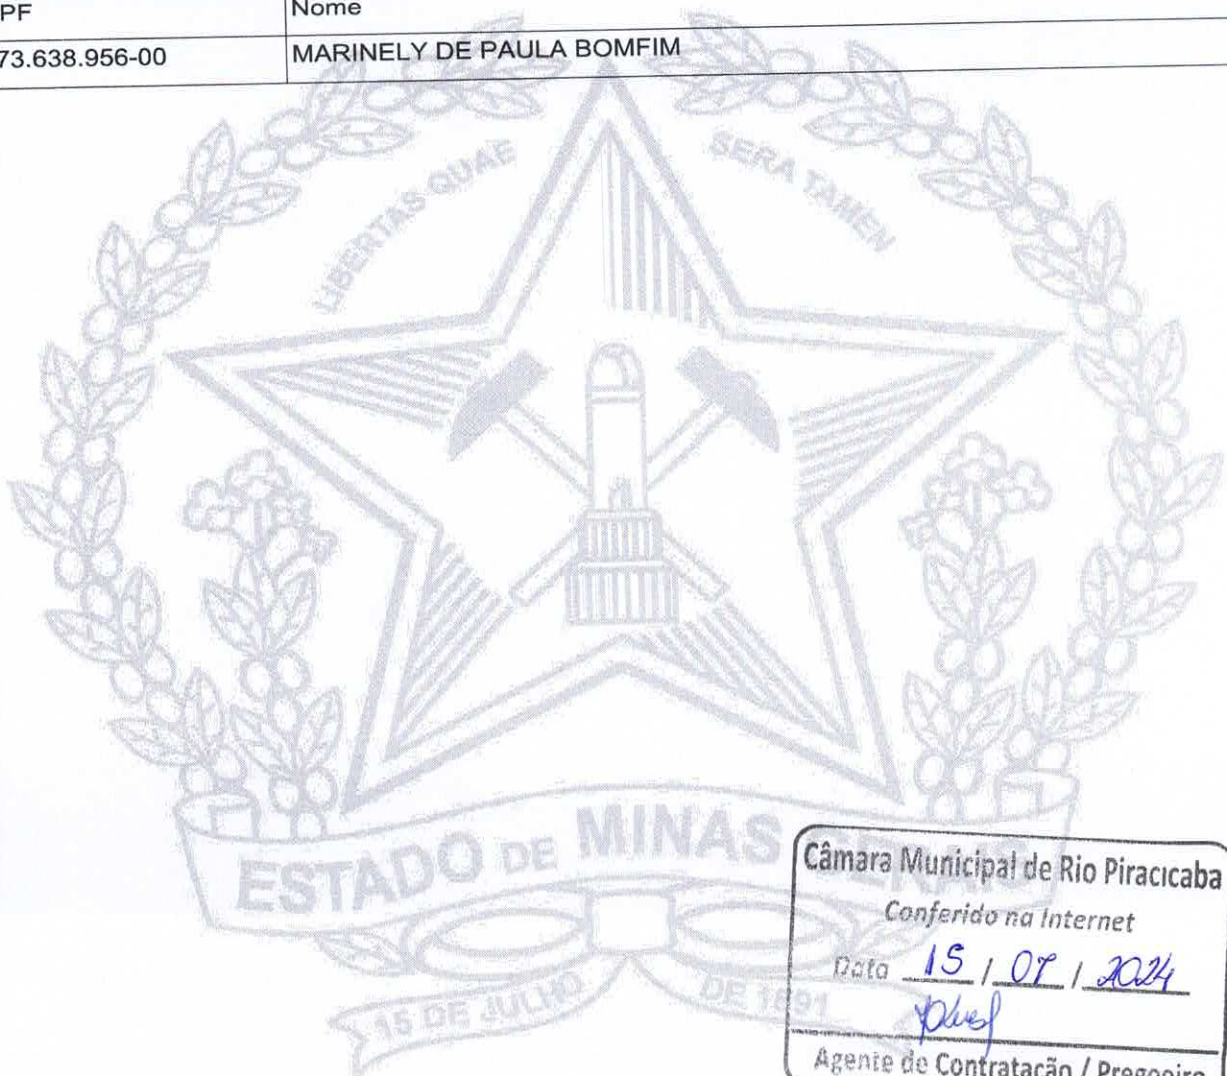 PF Nome
73.638.956-00 MARINELY DE PAULA BOMFIM
LIBERTAS QUAE SERA TAMEN
ESTADO DE MINAS GERAIS
15 DE JULHO DE 1891
Câmara Municipal de Rio Piracicaba
Conferido na Internet
Data 15 / 07 / 2024
Agente de Contratação / Pregoeiro